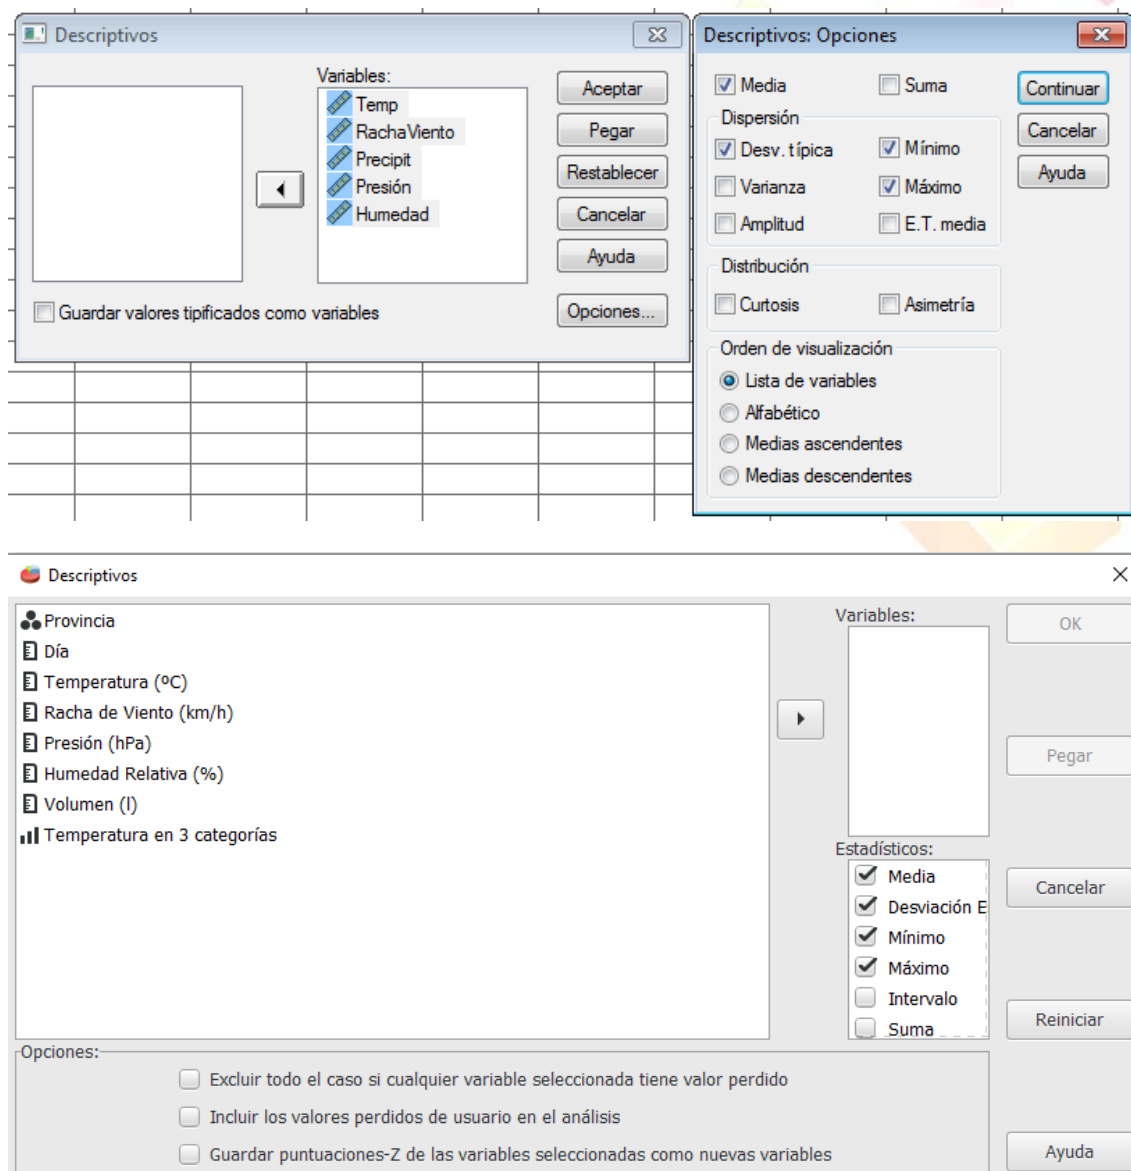 Descriptivos
Variables:
Temp
RachaViento
Precipit
Presión
Humedad
Aceptar
Pegar
Restablecer
Cancelar
Ayuda
Opciones...
Guardar valores tipificados como variables
Descriptivos: Opciones
Media
Suma
Continuar
Cancelar
Ayuda
Dispersión
Desv. típica
Mínimo
Varianza
Máximo
Amplitud
E.T. media
Distribución
Curtosis
Asimetría
Orden de visualización
Lista de variables
Alfabético
Medias ascendentes
Medias descendentes
Descriptivos
Provincia
Día
Temperatura (ºC)
Racha de Viento (km/h)
Presión (hPa)
Humedad Relativa (%)
Volumen (l)
Temperatura en 3 categorías
Variables:
Estadísticos:
Media
Desviación E
Mínimo
Máximo
Intervalo
Suma
OK
Pegar
Cancelar
Reiniciar
Ayuda
Opciones:
Excluir todo el caso si cualquier variable seleccionada tiene valor perdido
Incluir los valores perdidos de usuario en el análisis
Guardar puntuaciones-Z de las variables seleccionadas como nuevas variables